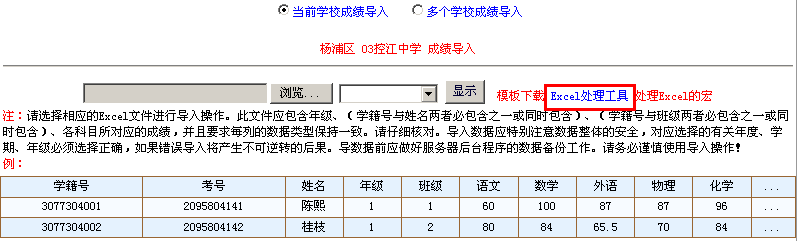 当前学校成绩导入 多个学校成绩导入
杨浦区 03控江中学 成绩导入
浏览... 显示 模板下载 Excel处理工具 处理Excel的宏
注：请选择相应的Excel文件进行导入操作。此文件应包含年级、（学籍号与姓名两者必包含之一或同时包含）、（学籍号与班级两者必包含之一或同
时包含）、各科目所对应的成绩，并且要求每列的数据类型保持一致。请仔细核对。导入数据应特别注意数据整体的安全，对应选择的有关年度、学
期、年级必须选择正确，如果错误导入将产生不可逆转的后果。导数据前应做好服务器后台程序的数据备份工作。请务必谨慎使用导入操作！
例：
学籍号 考号 姓名 年级 班级 语文 数学 外语 物理 化学 ...
3077304001 2095804141 陈熙 1 1 60 100 87 87 96 ...
3077304002 2095804142 桂枝 1 2 80 84 65.5 70 84 ...